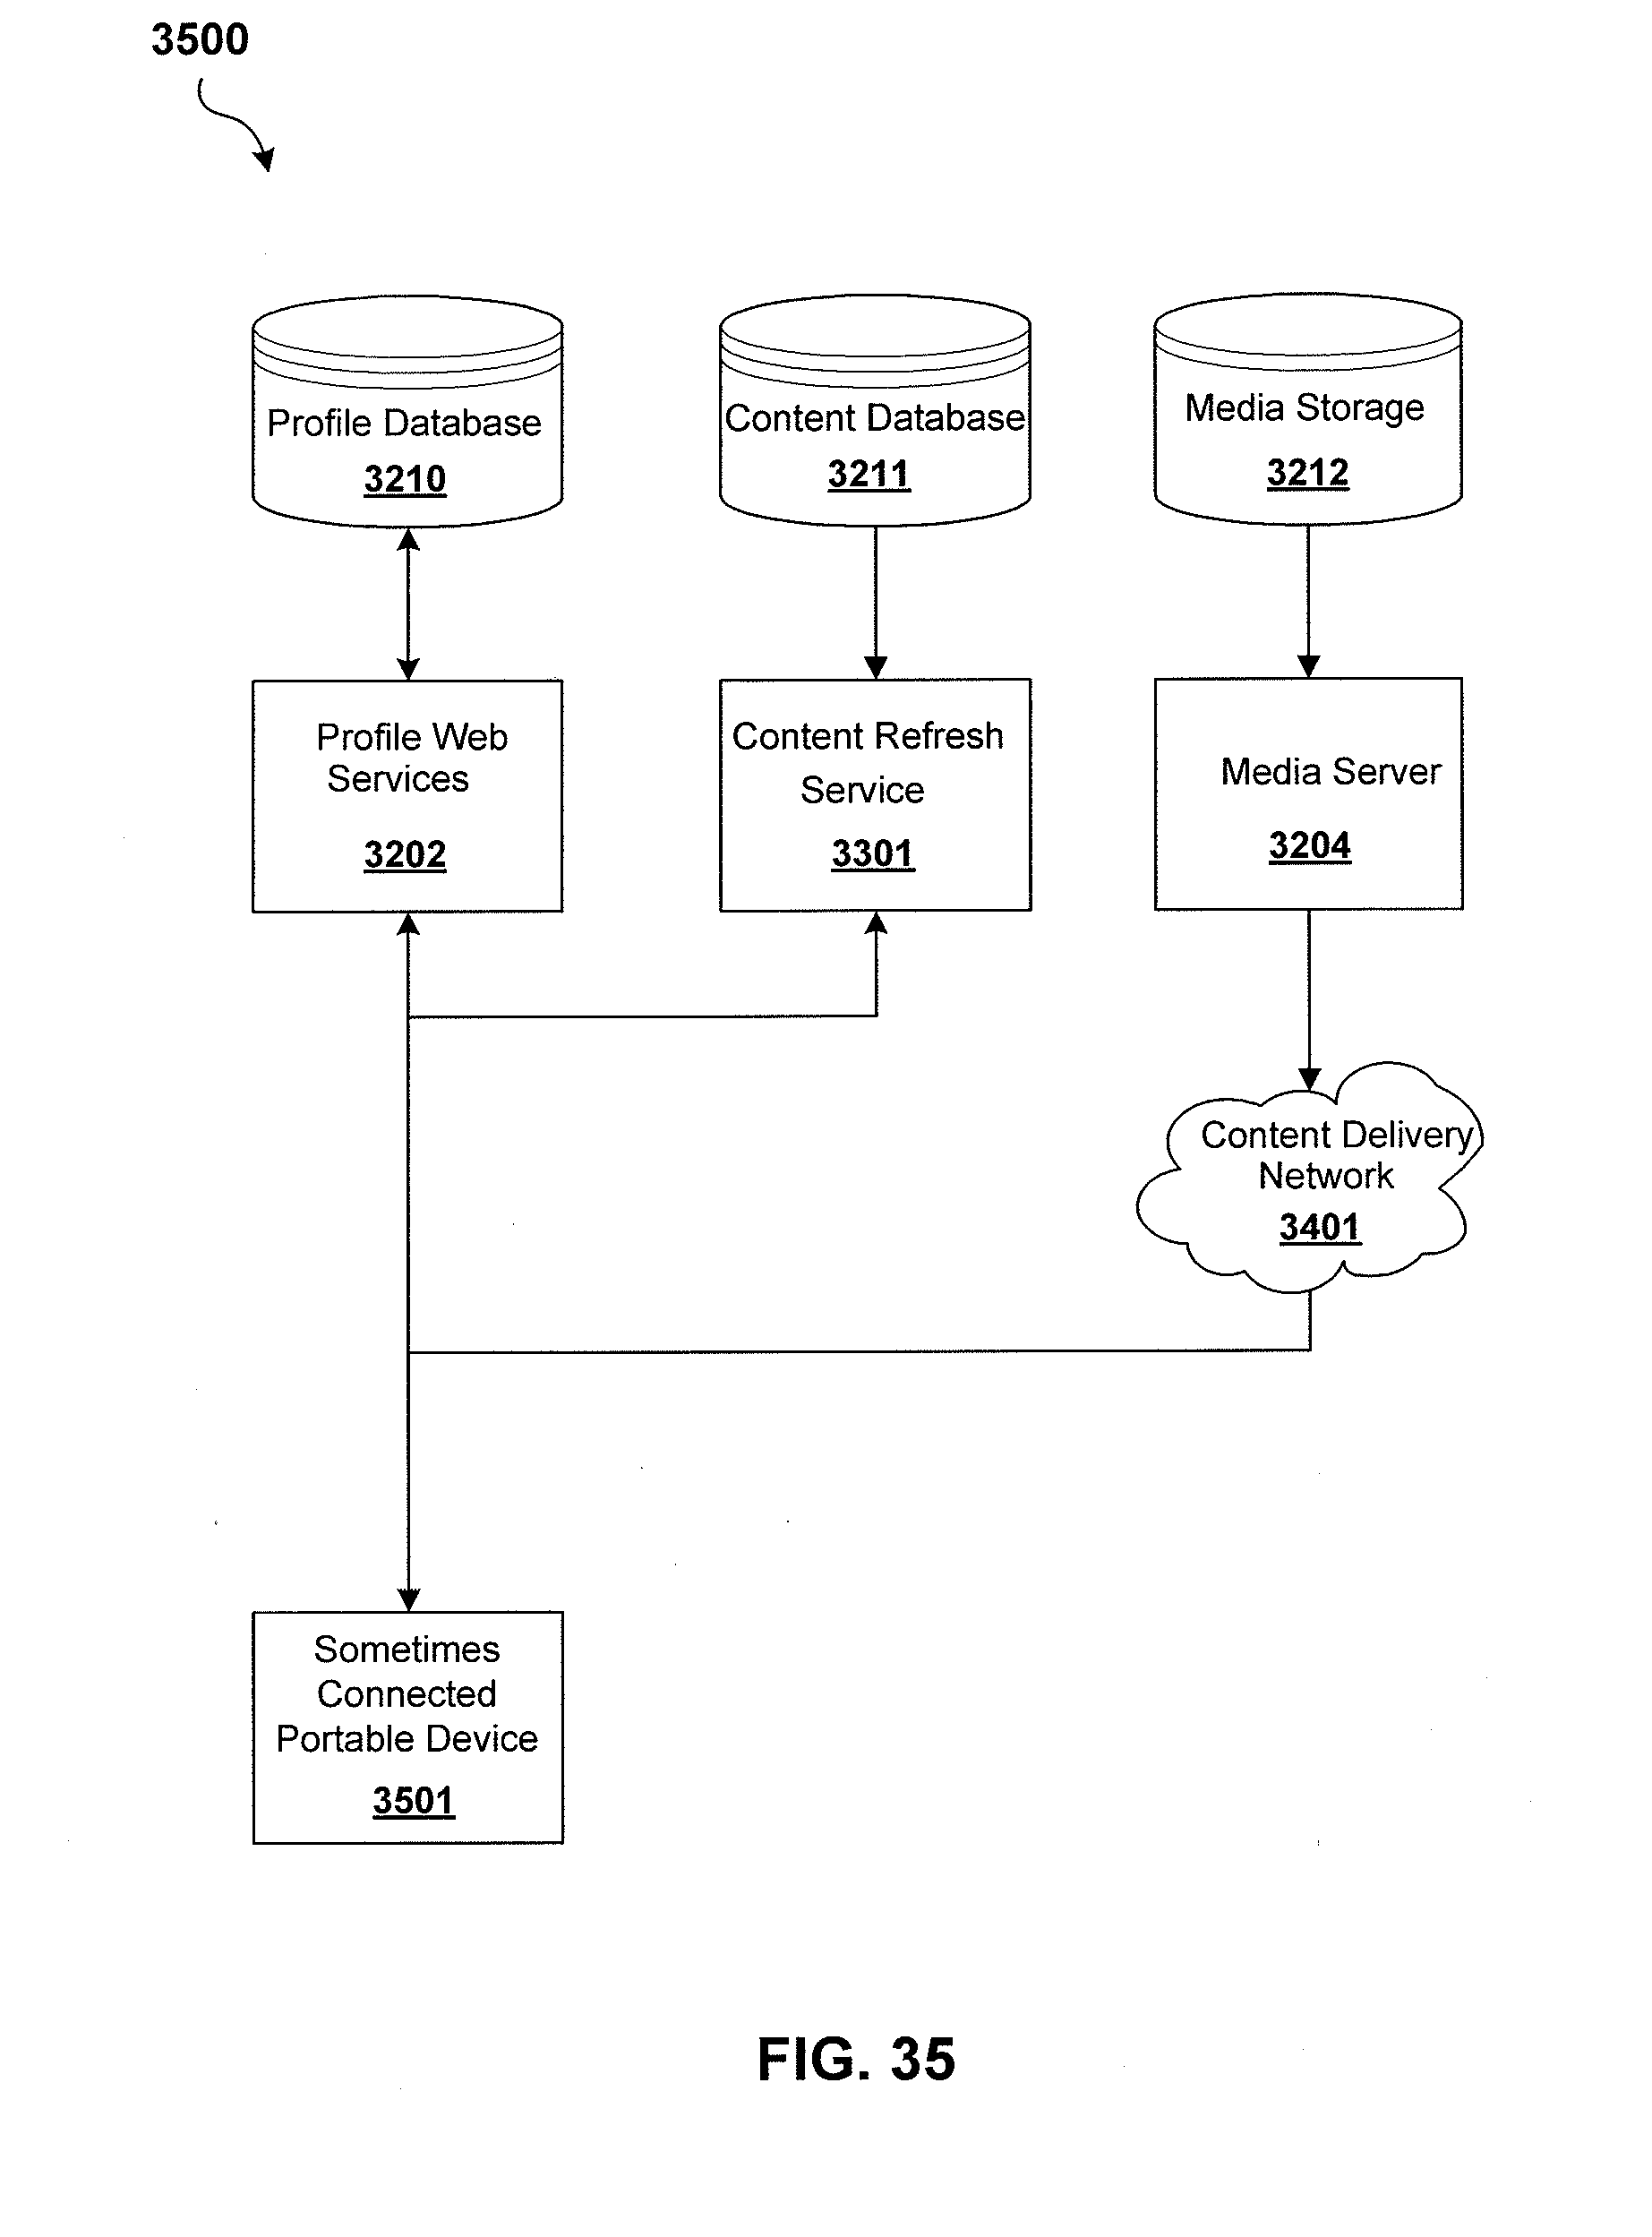 3500
Profile Database
3210
Content Database
3211
Media Storage
3212
Profile Web
Services
3202
Content Refresh
Service
3301
Media Server
3204
Content Delivery
Network
3401
Sometimes
Connected
Portable Device
3501
FIG. 35